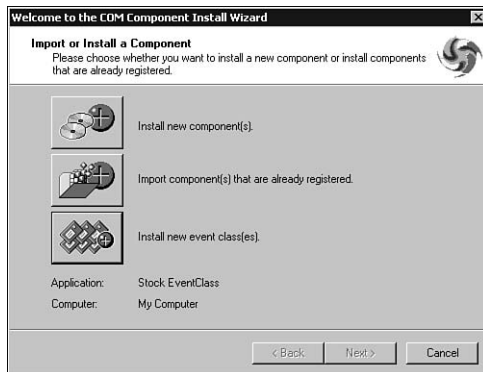 Welcome to the COM Component Install Wizard
Import or Install a Component
Please choose whether you want to install a new component or install components
that are already registered.
Install new component(s).
Import component(s) that are already registered.
Install new event class(es).
Application: Stock EventClass
Computer: My Computer
< Back Next > Cancel